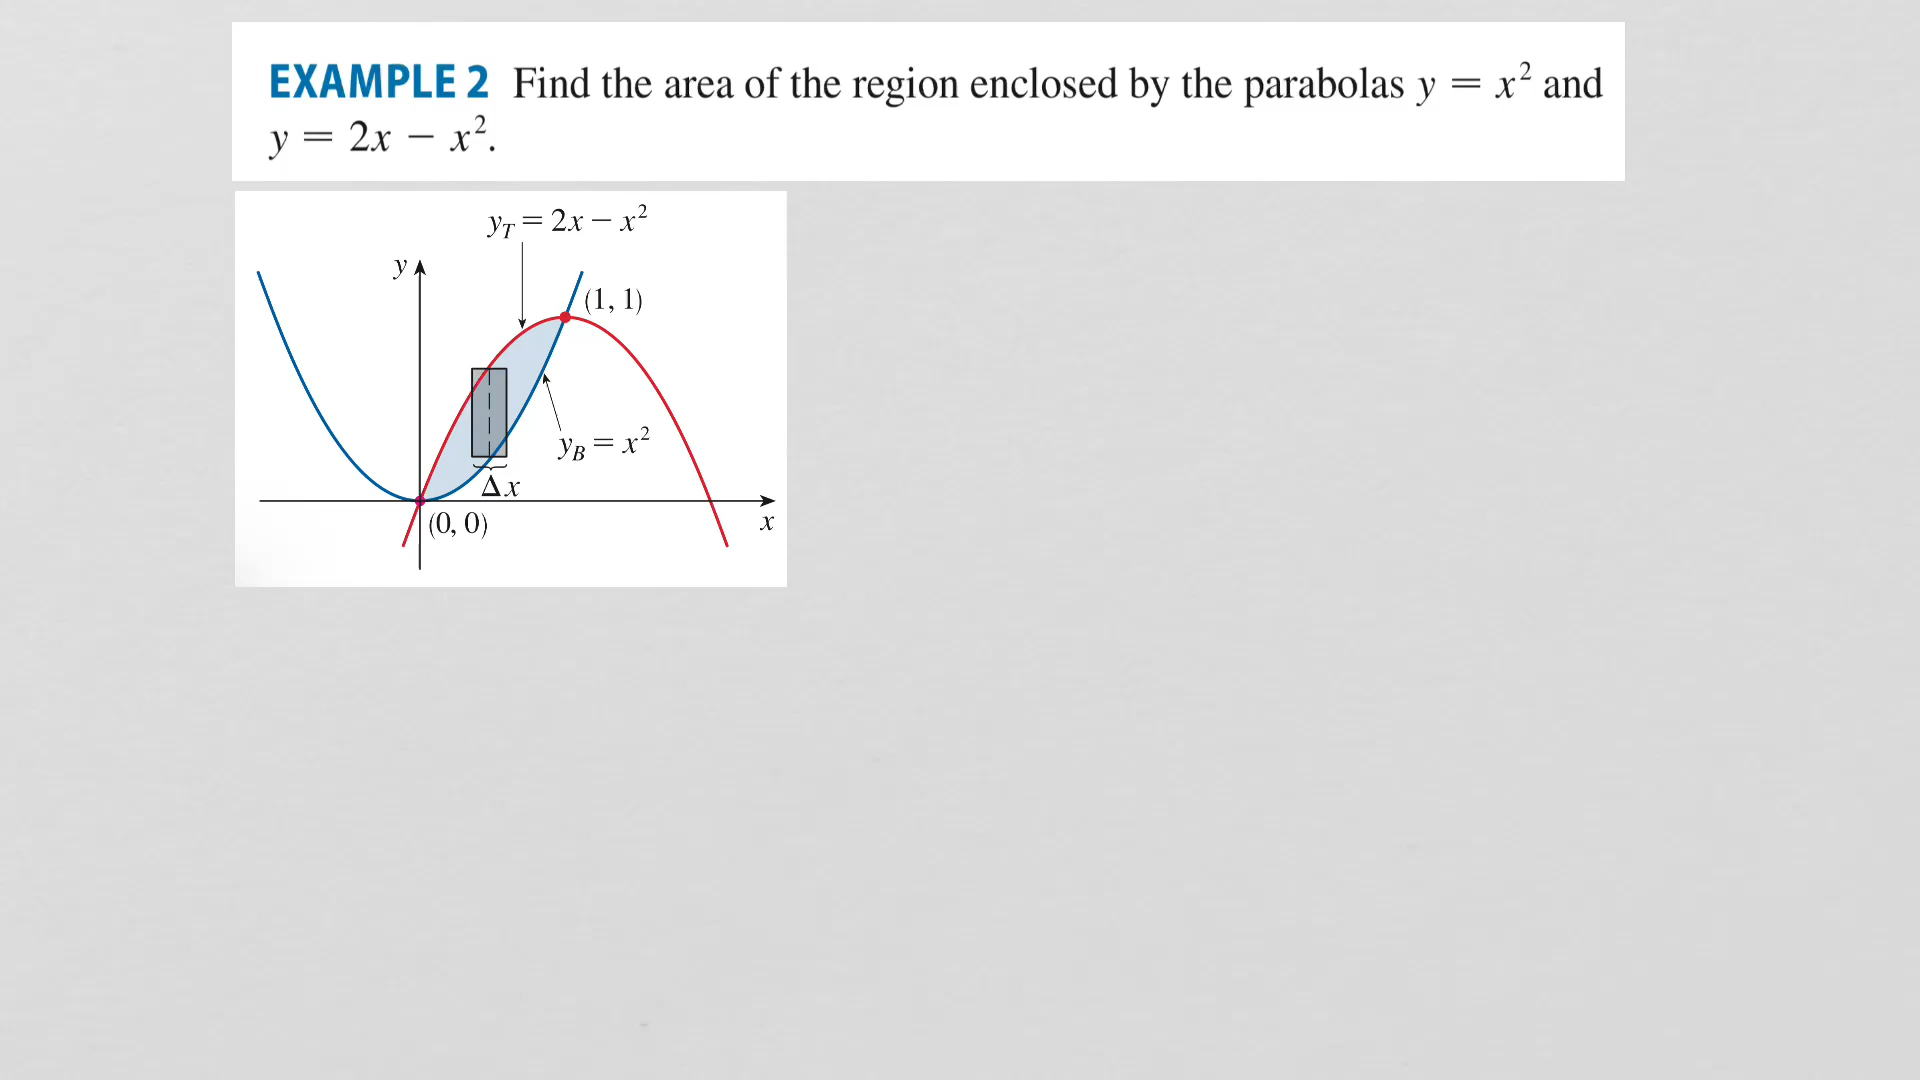 EXAMPLE 2 Find the area of the region enclosed by the parabolas y = x² and
y = 2x − x².
y_T = 2x − x²
y
(1, 1)
y_B = x²
Δx
(0, 0)
x